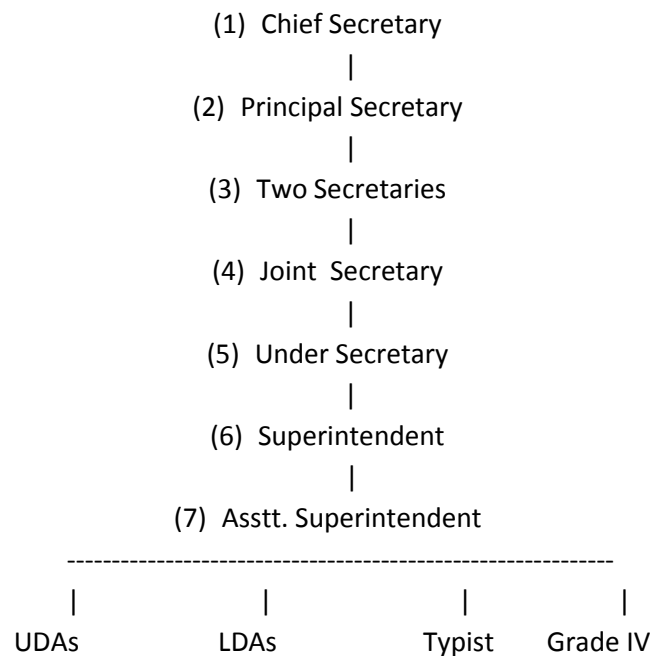 (1) Chief Secretary
|
(2) Principal Secretary
|
(3) Two Secretaries
|
(4) Joint Secretary
|
(5) Under Secretary
|
(6) Superintendent
|
(7) Asstt. Superintendent
-------------------------------------------------------------
| | | |
UDAs LDAs Typist Grade IV